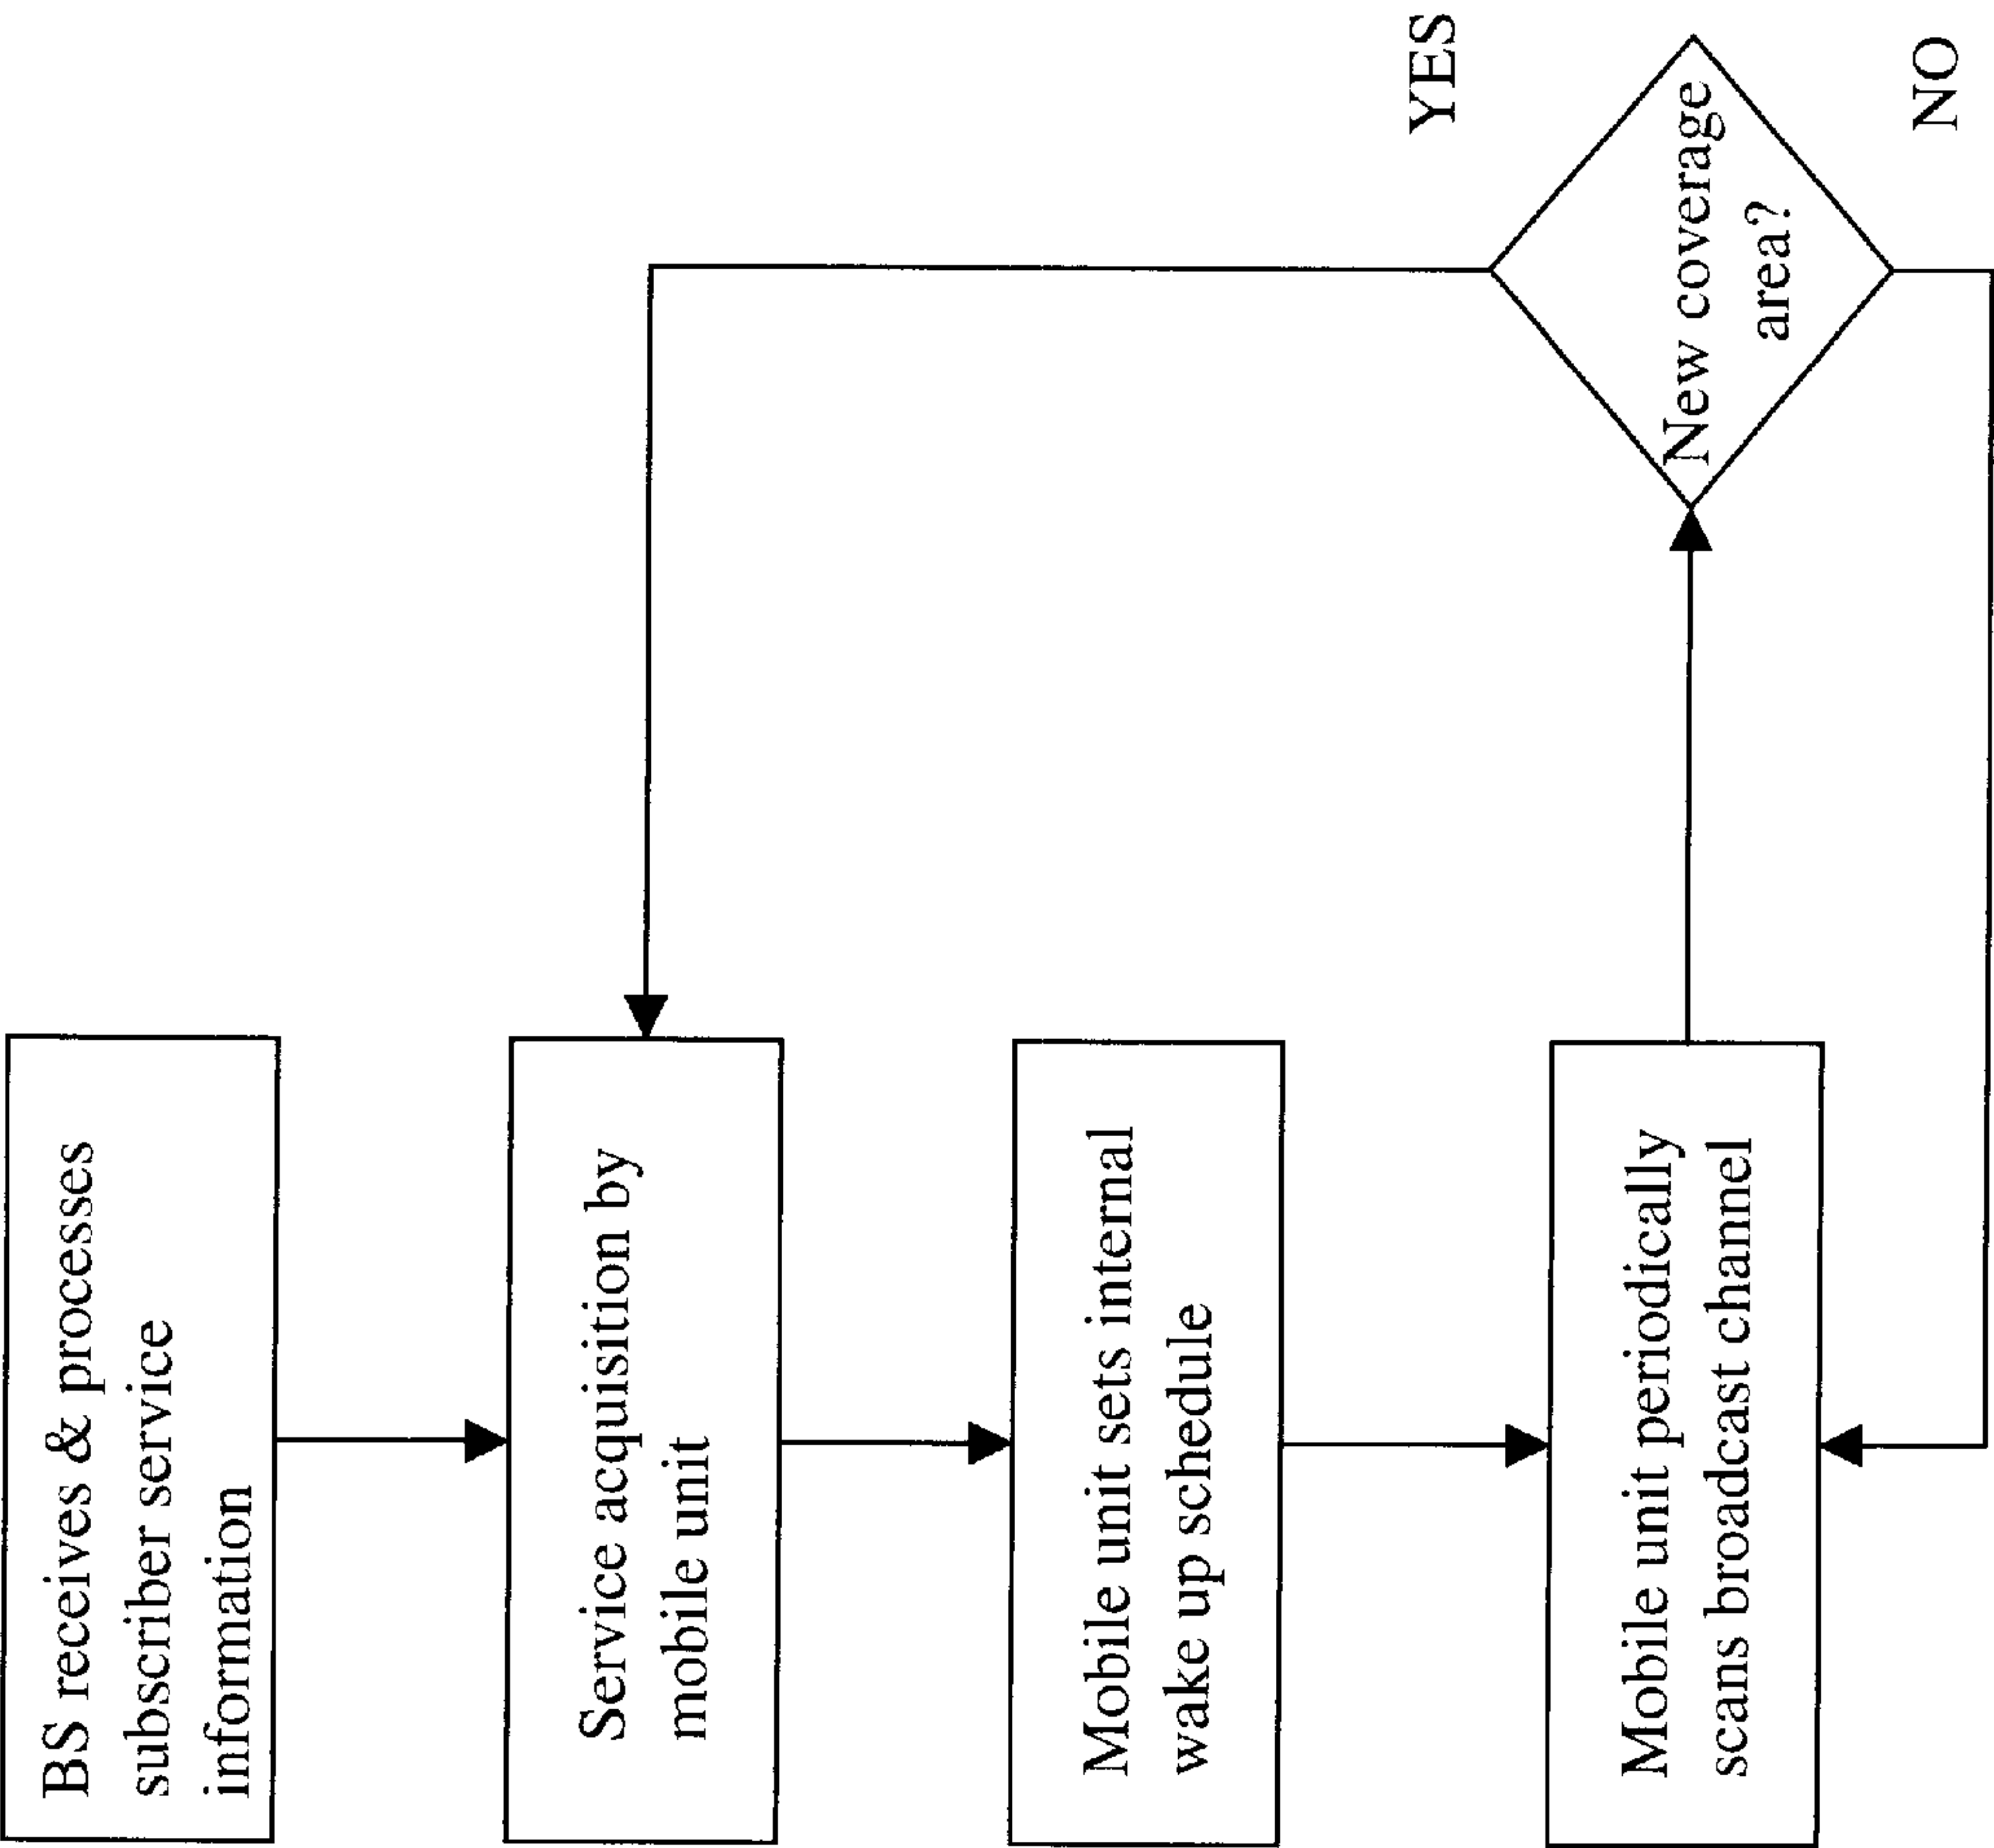 BS receives & processes
subscriber service
information
Service acquisition by
mobile unit
Mobile unit sets internal
wake up schedule
Mobile unit periodically
scans broadcast channel
New coverage
area?
YES
NO